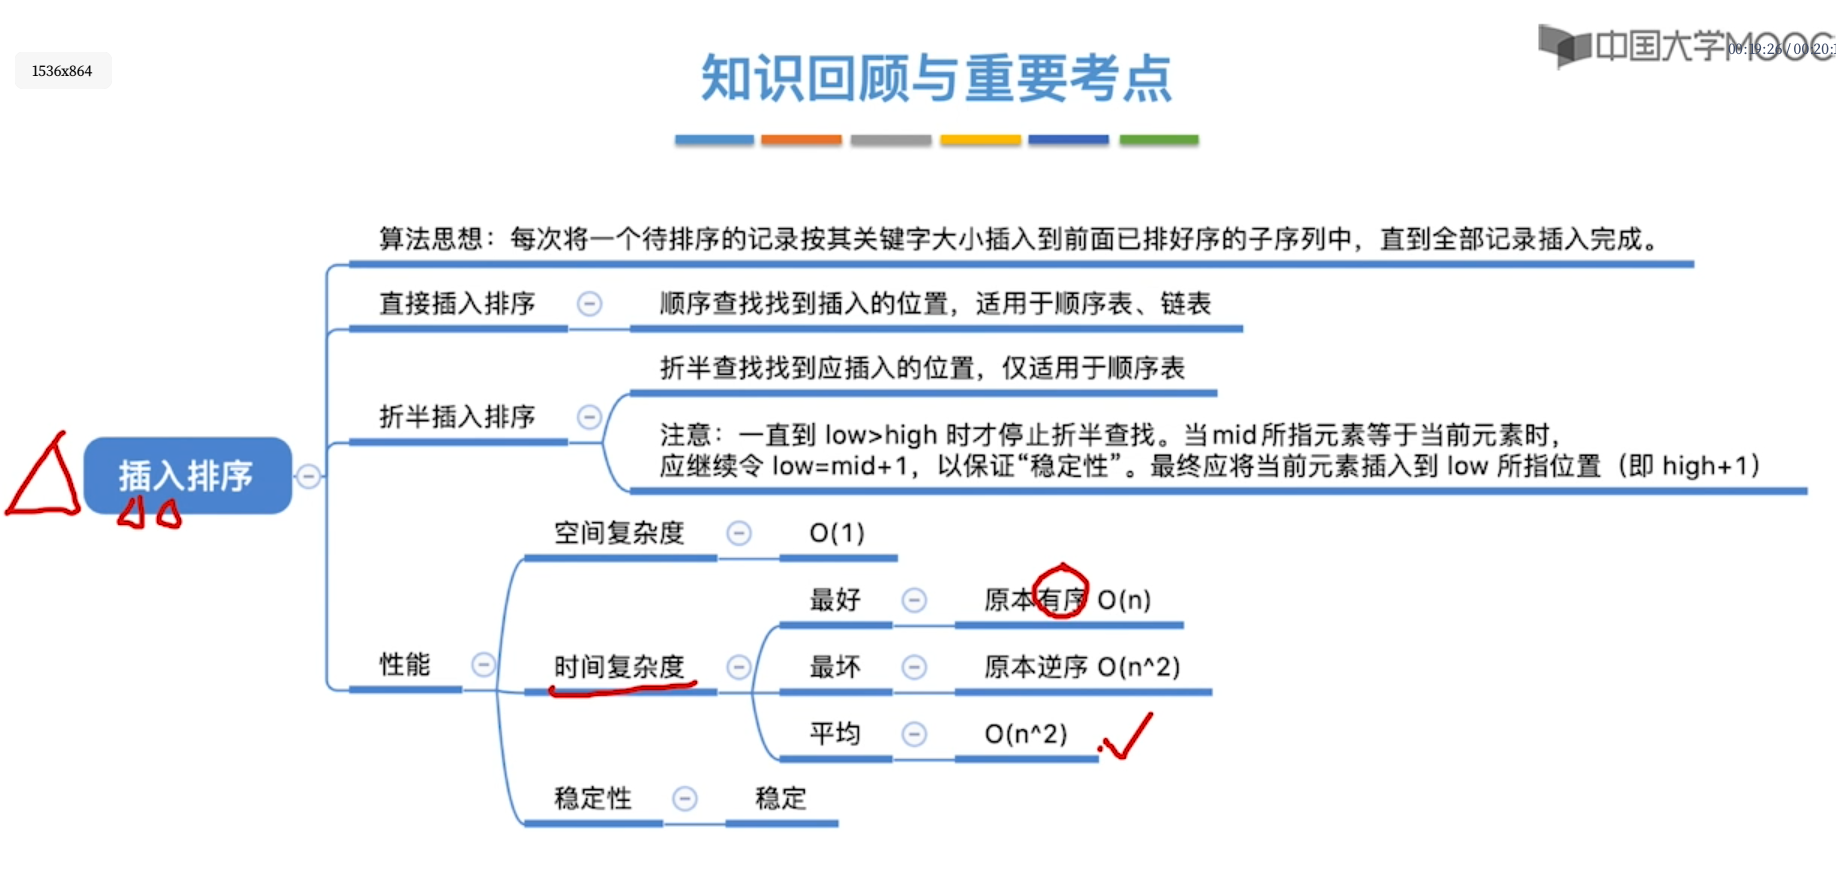 中国大学MOOC
00:19:26 / 00:20:
1536x864
知识回顾与重要考点
算法思想：每次将一个待排序的记录按其关键字大小插入到前面已排好序的子序列中，直到全部记录插入完成。
直接插入排序
顺序查找找到插入的位置，适用于顺序表、链表
折半查找找到应插入的位置，仅适用于顺序表
折半插入排序
注意：一直到 low>high 时才停止折半查找。当mid所指元素等于当前元素时，
应继续令 low=mid+1，以保证“稳定性”。最终应将当前元素插入到 low 所指位置（即 high+1）
插入排序
空间复杂度
O(1)
最好
原本有序 O(n)
性能
时间复杂度
最坏
原本逆序 O(n^2)
平均
O(n^2)
稳定性
稳定